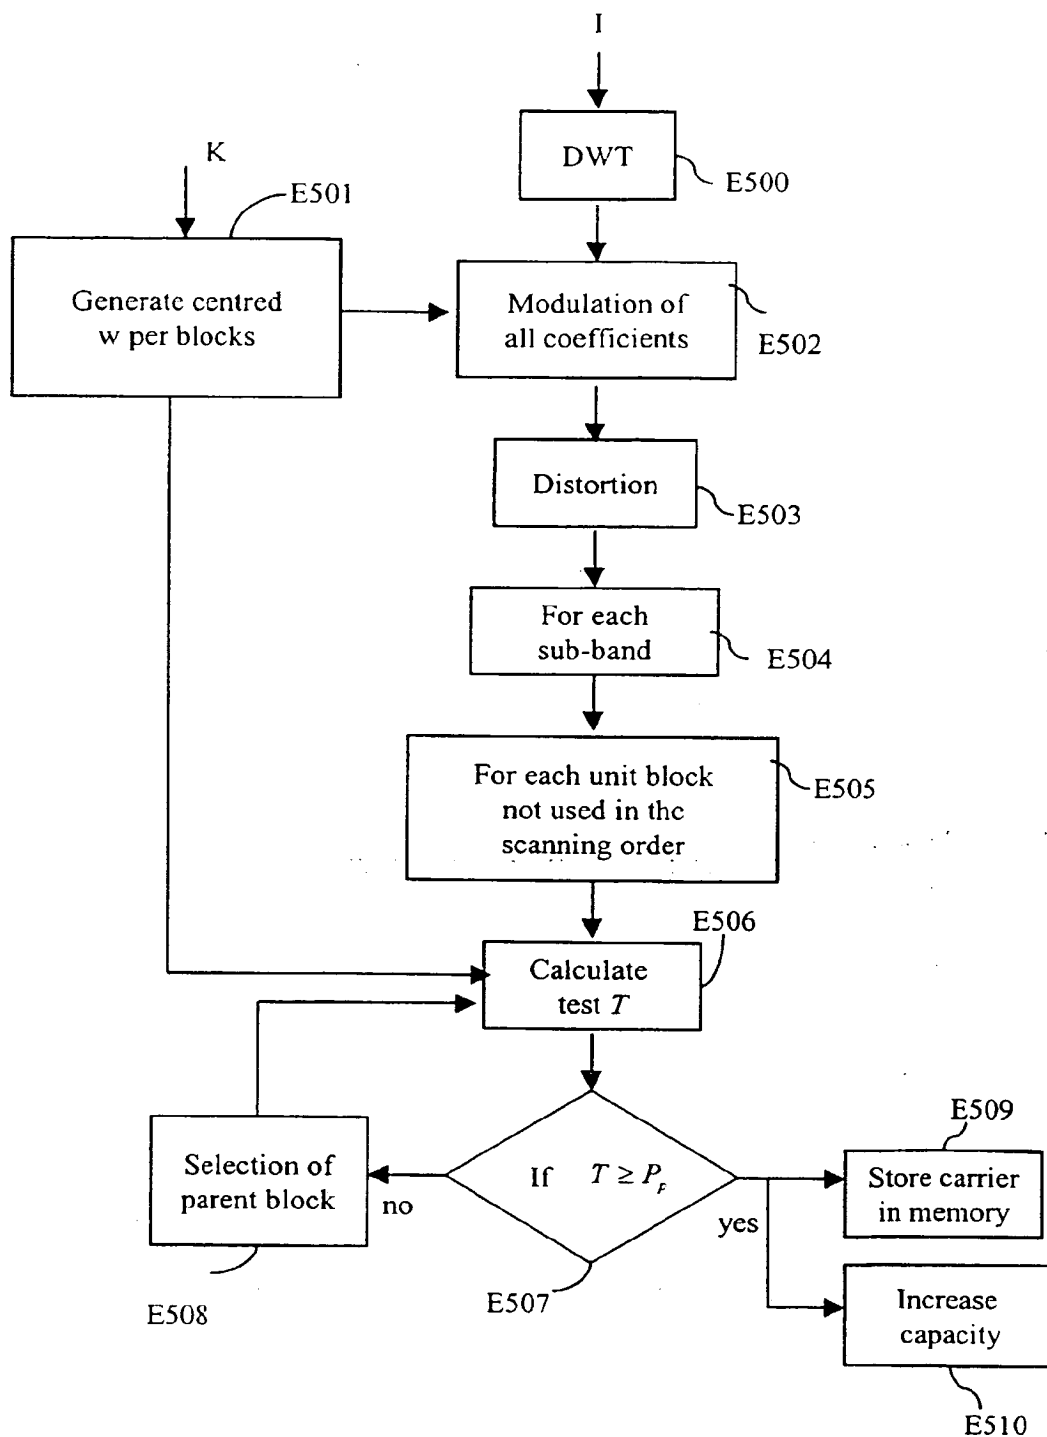 I
DWT
E500
K
E501
Generate centred
w per blocks
Modulation of
all coefficients
E502
Distortion
E503
For each
sub-band
E504
For each unit block
not used in the
scanning order
E505
E506
Calculate
test T
If T ≥ P
no
yes
E507
Selection of
parent block
E508
E509
Store carrier
in memory
Increase
capacity
E510